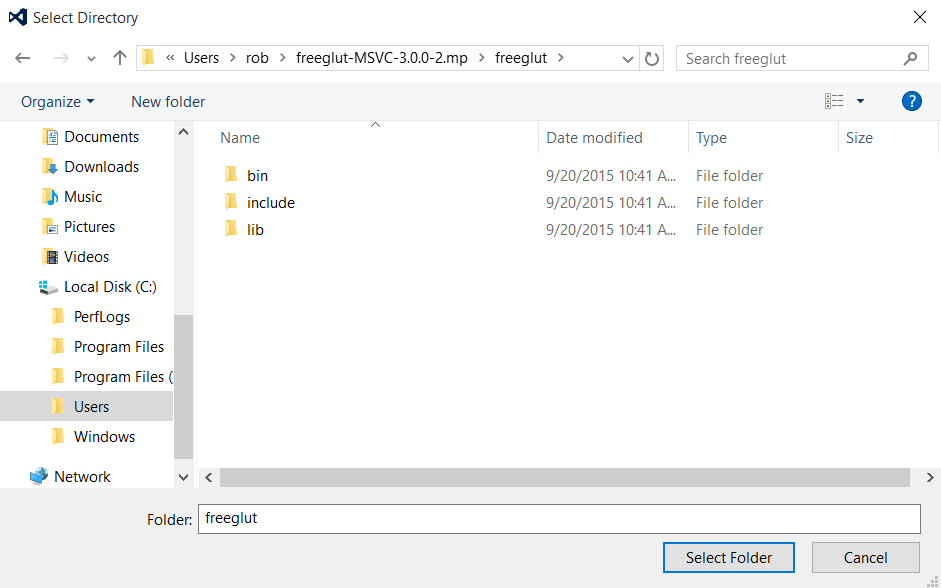 Select Directory
« Users > rob > freeglut-MSVC-3.0.0-2.mp > freeglut >
Search freeglut
Organize
New folder
?
Documents
Downloads
Music
Pictures
Videos
Local Disk (C:)
PerfLogs
Program Files
Program Files (
Users
Windows
Network
Name Date modified Type Size
bin 9/20/2015 10:41 A... File folder
include 9/20/2015 10:41 A... File folder
lib 9/20/2015 10:41 A... File folder
Folder: freeglut
Select Folder Cancel